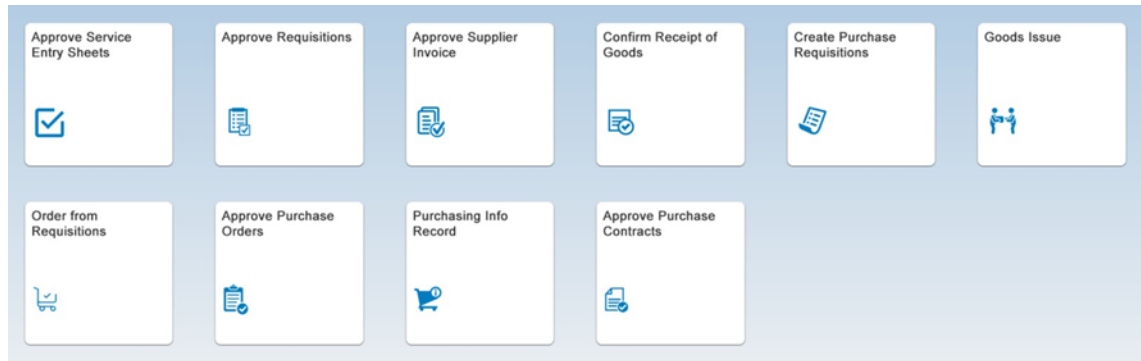 Approve Service
Entry Sheets
Approve Requisitions
Approve Supplier
Invoice
Confirm Receipt of
Goods
Create Purchase
Requisitions
Goods Issue
Order from
Requisitions
Approve Purchase
Orders
Purchasing Info
Record
Approve Purchase
Contracts